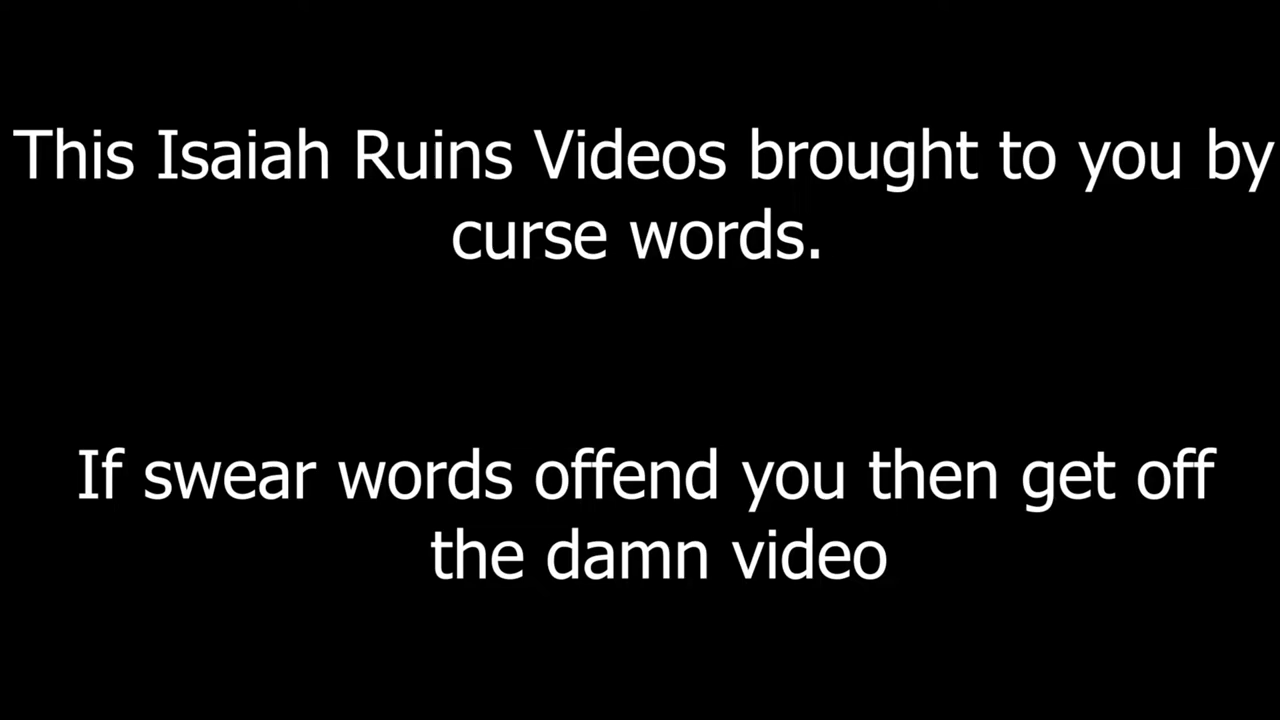 This Isaiah Ruins Videos brought to you by
curse words.
If swear words offend you then get off
the damn video